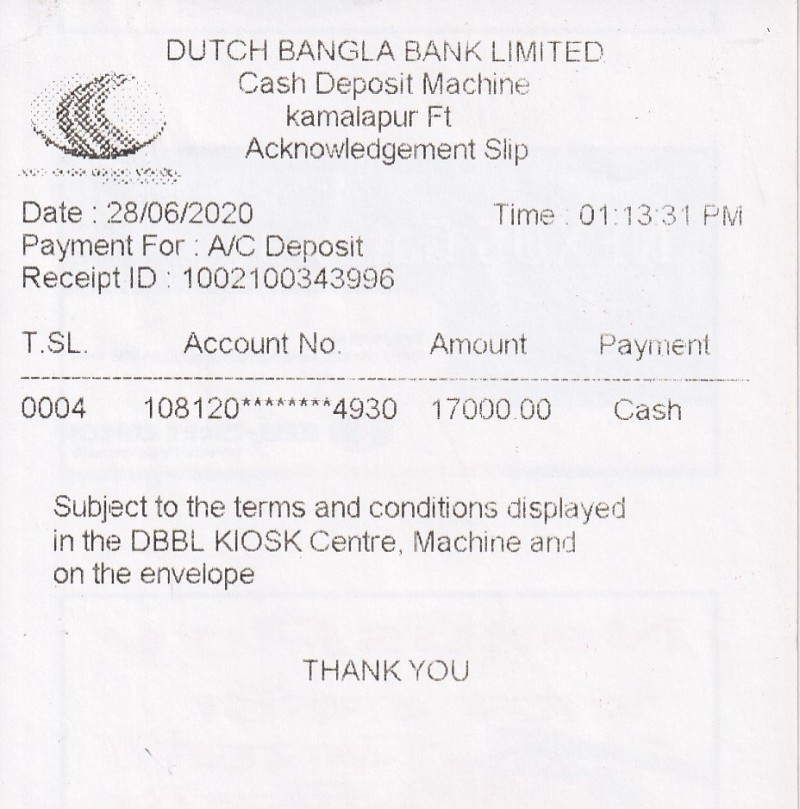 DUTCH BANGLA BANK LIMITED
Cash Deposit Machine
kamalapur Ft
Acknowledgement Slip
Date : 28/06/2020 Time : 01:13:31 PM
Payment For : A/C Deposit
Receipt ID : 1002100343996
T.SL. Account No. Amount Payment
0004 108120********4930 17000.00 Cash
Subject to the terms and conditions displayed
in the DBBL KIOSK Centre, Machine and
on the envelope
THANK YOU